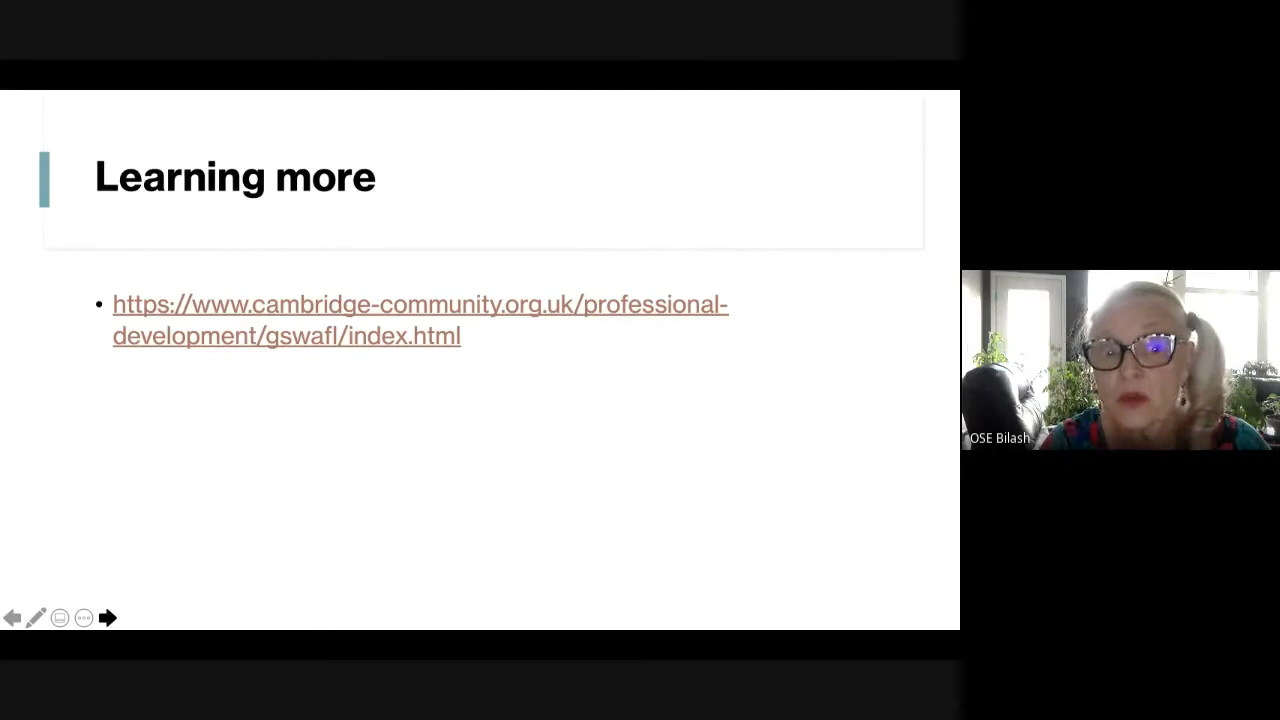 Learning more
• https://www.cambridge-community.org.uk/professional-
development/gswafl/index.html
OSE Bilash